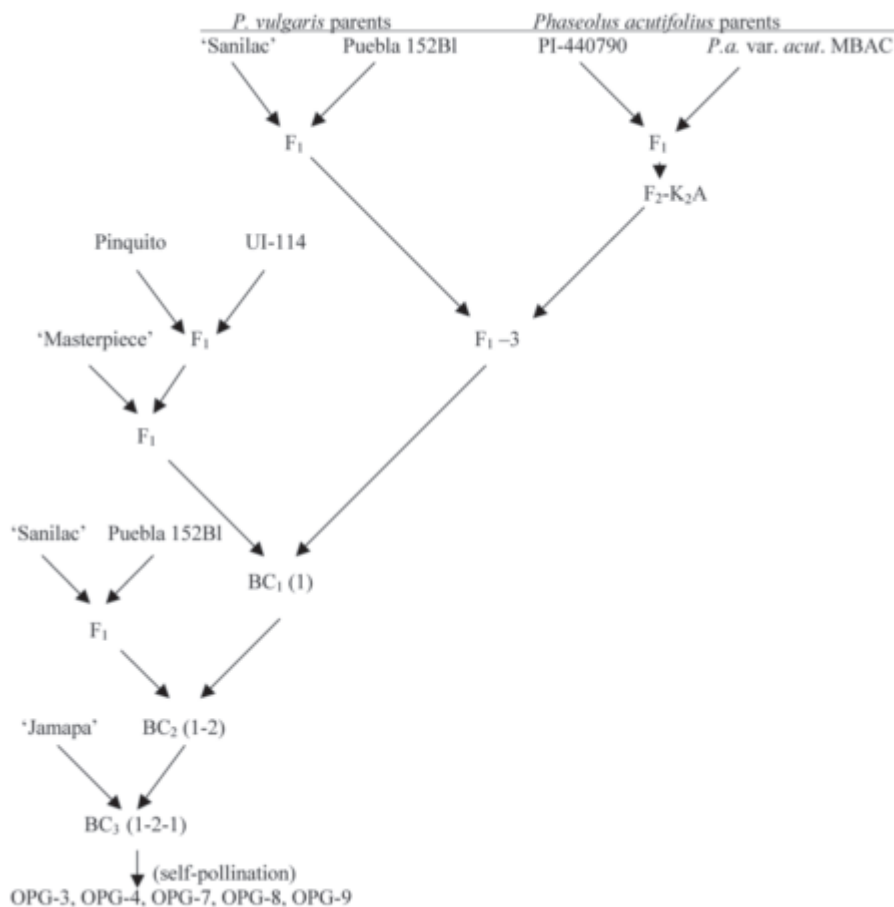 P. vulgaris parents Phaseolus acutifolius parents
‘Sanilac’ Puebla 152Bl PI-440790 P.a. var. acut. MBAC
F₁ F₁
F₂-K₂A
Pinquito UI-114
‘Masterpiece’ F₁ F₁ –3
F₁
‘Sanilac’ Puebla 152Bl
BC₁ (1)
F₁
‘Jamapa’ BC₂ (1-2)
BC₃ (1-2-1)
(self-pollination)
OPG-3, OPG-4, OPG-7, OPG-8, OPG-9